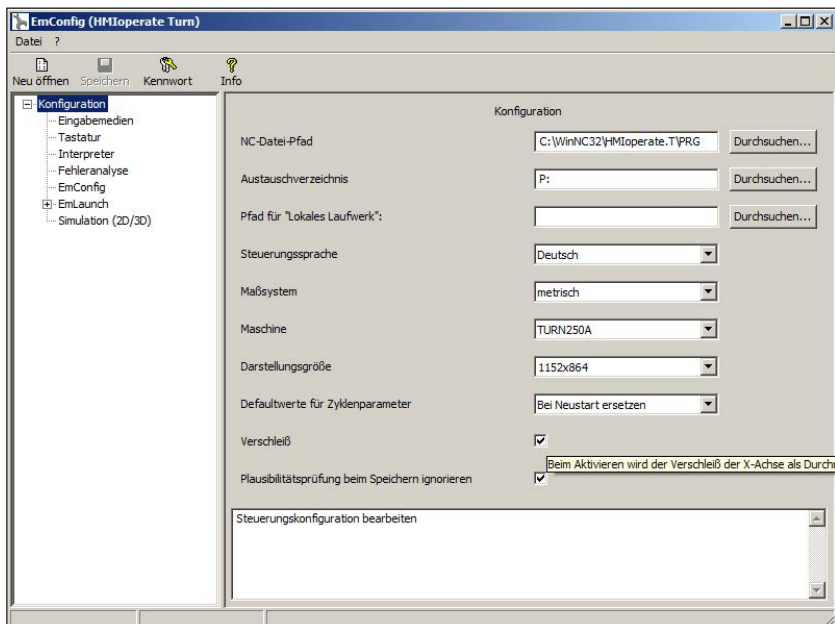 EmConfig (HMIoperate Turn)
Datei ?
Neu öffnen Speichern Kennwort Info
Konfiguration
Eingabemedien
Tastatur
Interpreter
Fehleranalyse
EmConfig
EmLaunch
Simulation (2D/3D)
Konfiguration
NC-Datei-Pfad C:\WinNC32\HMIoperate.T\PRG Durchsuchen...
Austauschverzeichnis P: Durchsuchen...
Pfad für "Lokales Laufwerk": Durchsuchen...
Steuerungssprache Deutsch
Maßsystem metrisch
Maschine TURN250A
Darstellungsgröße 1152x864
Defaultwerte für Zyklenparameter Bei Neustart ersetzen
Verschleiß
Beim Aktivieren wird der Verschleiß der X-Achse als Durch
Plausibilitätsprüfung beim Speichern ignorieren
Steuerungskonfiguration bearbeiten